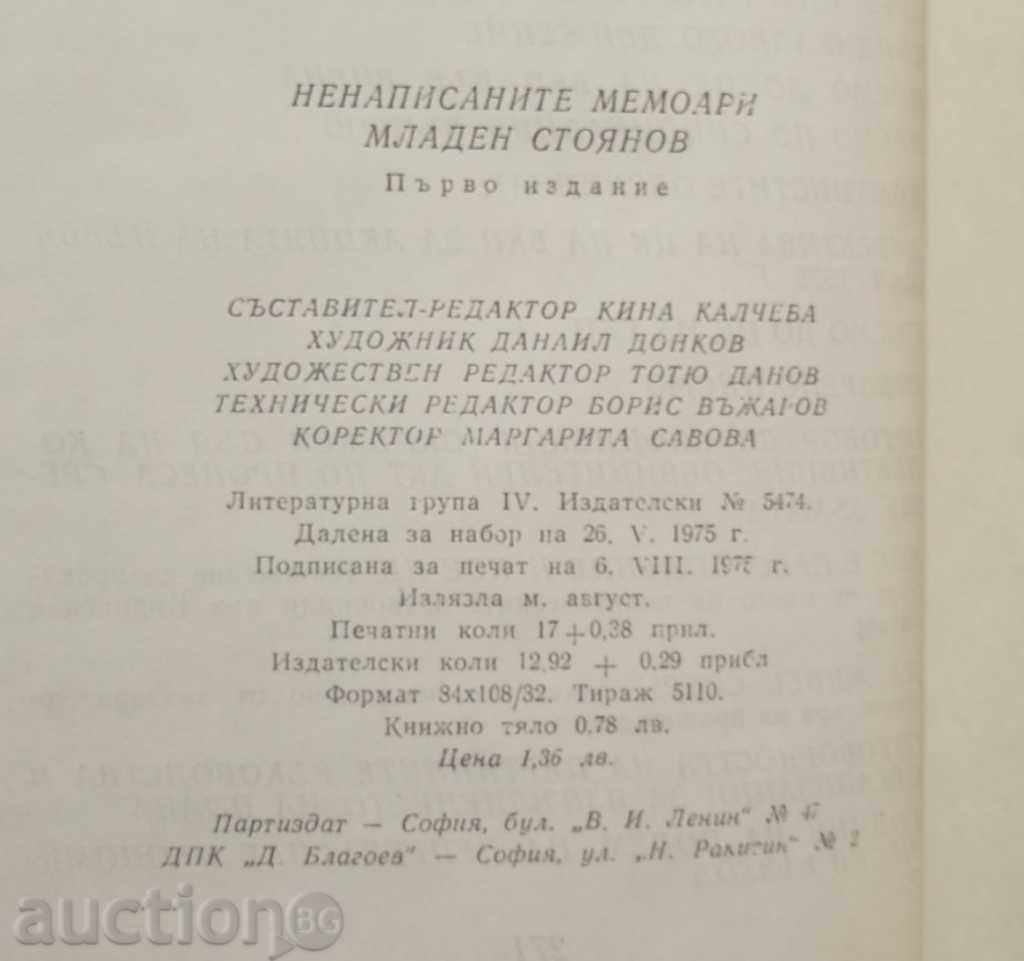 НЕНАПИСАНИТЕ МЕМОАРИ
МЛАДЕН СТОЯНОВ
Първо издание
СЪСТАВИТЕЛ-РЕДАКТОР КИНА КАЛЧЕВА
ХУДОЖНИК ДАНАИЛ ДОНКОВ
ХУДОЖЕСТВЕН РЕДАКТОР ТОТЮ ДАНОВ
ТЕХНИЧЕСКИ РЕДАКТОР БОРИС ВЪЖАРОВ
КОРЕКТОР МАРГАРИТА САВОВА
Литературна група IV. Издателски № 5474.
Дадена за набор на 26. V. 1975 г.
Подписана за печат на 6. VIII. 1975 г.
Излязла м. август.
Печатни коли 17+0,38 прил.
Издателски коли 12,92 + 0.29 прибл
Формат 84x108/32. Тираж 5110.
Книжно тяло 0,78 лв.
Цена 1,36 лв.
Партиздат — София, бул. „В. И. Ленин" № 47
ДПК „Д. Благоев" — София, ул. „Н. Ракитин" № 2
auction BG